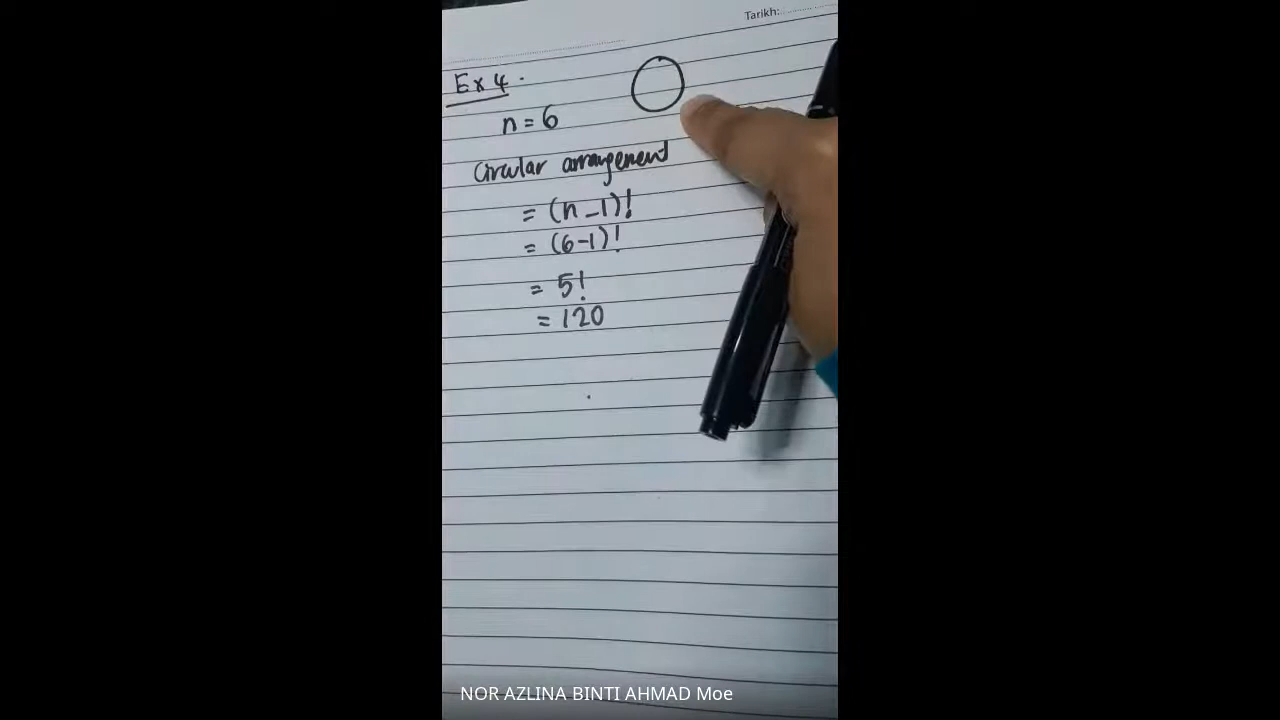 Tarikh:
Ex 4.
n = 6
Circular arrangement
= (n-1)!
= (6-1)!
= 5!
= 120
NOR AZLINA BINTI AHMAD Moe